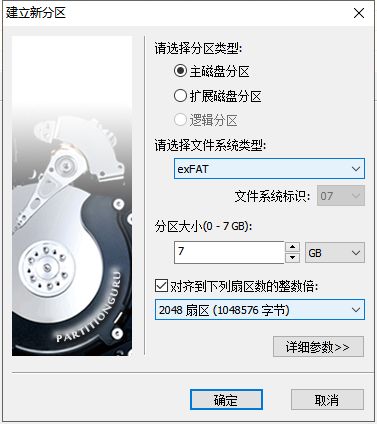 建立新分区
请选择分区类型:
主磁盘分区
扩展磁盘分区
逻辑分区
请选择文件系统类型:
exFAT
文件系统标识: 07
分区大小(0 - 7 GB):
7 GB
对齐到下列扇区数的整数倍:
2048 扇区 (1048576 字节)
PARTITIONGURU
详细参数>>
确定 取消